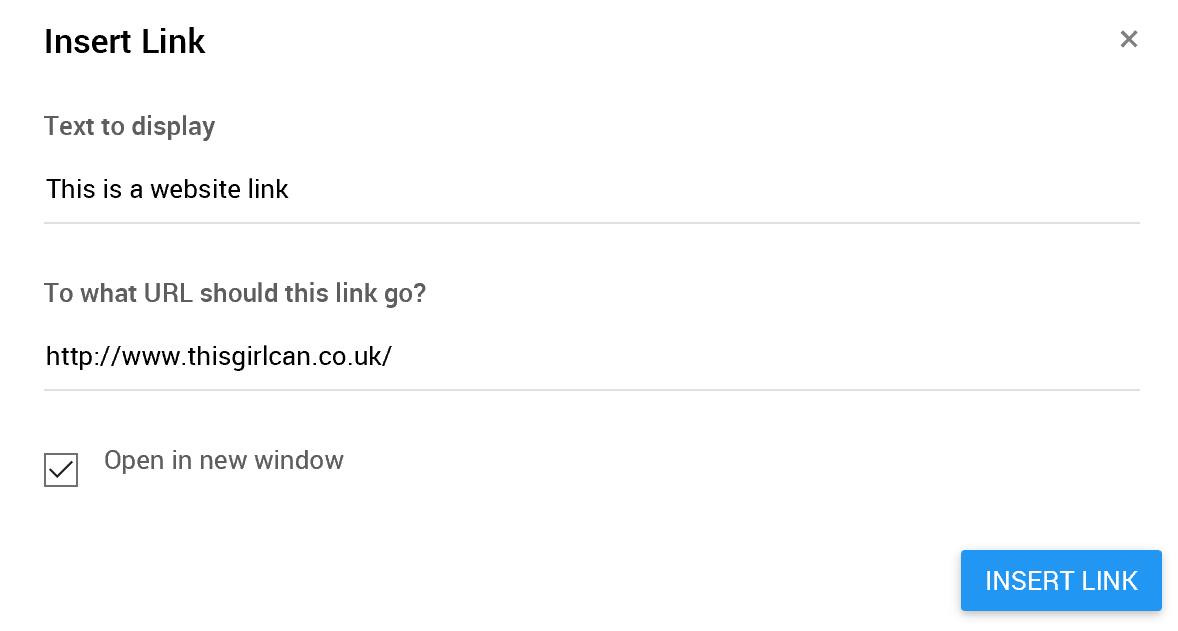 Insert Link
×
Text to display
This is a website link
To what URL should this link go?
http://www.thisgirlcan.co.uk/
Open in new window
INSERT LINK